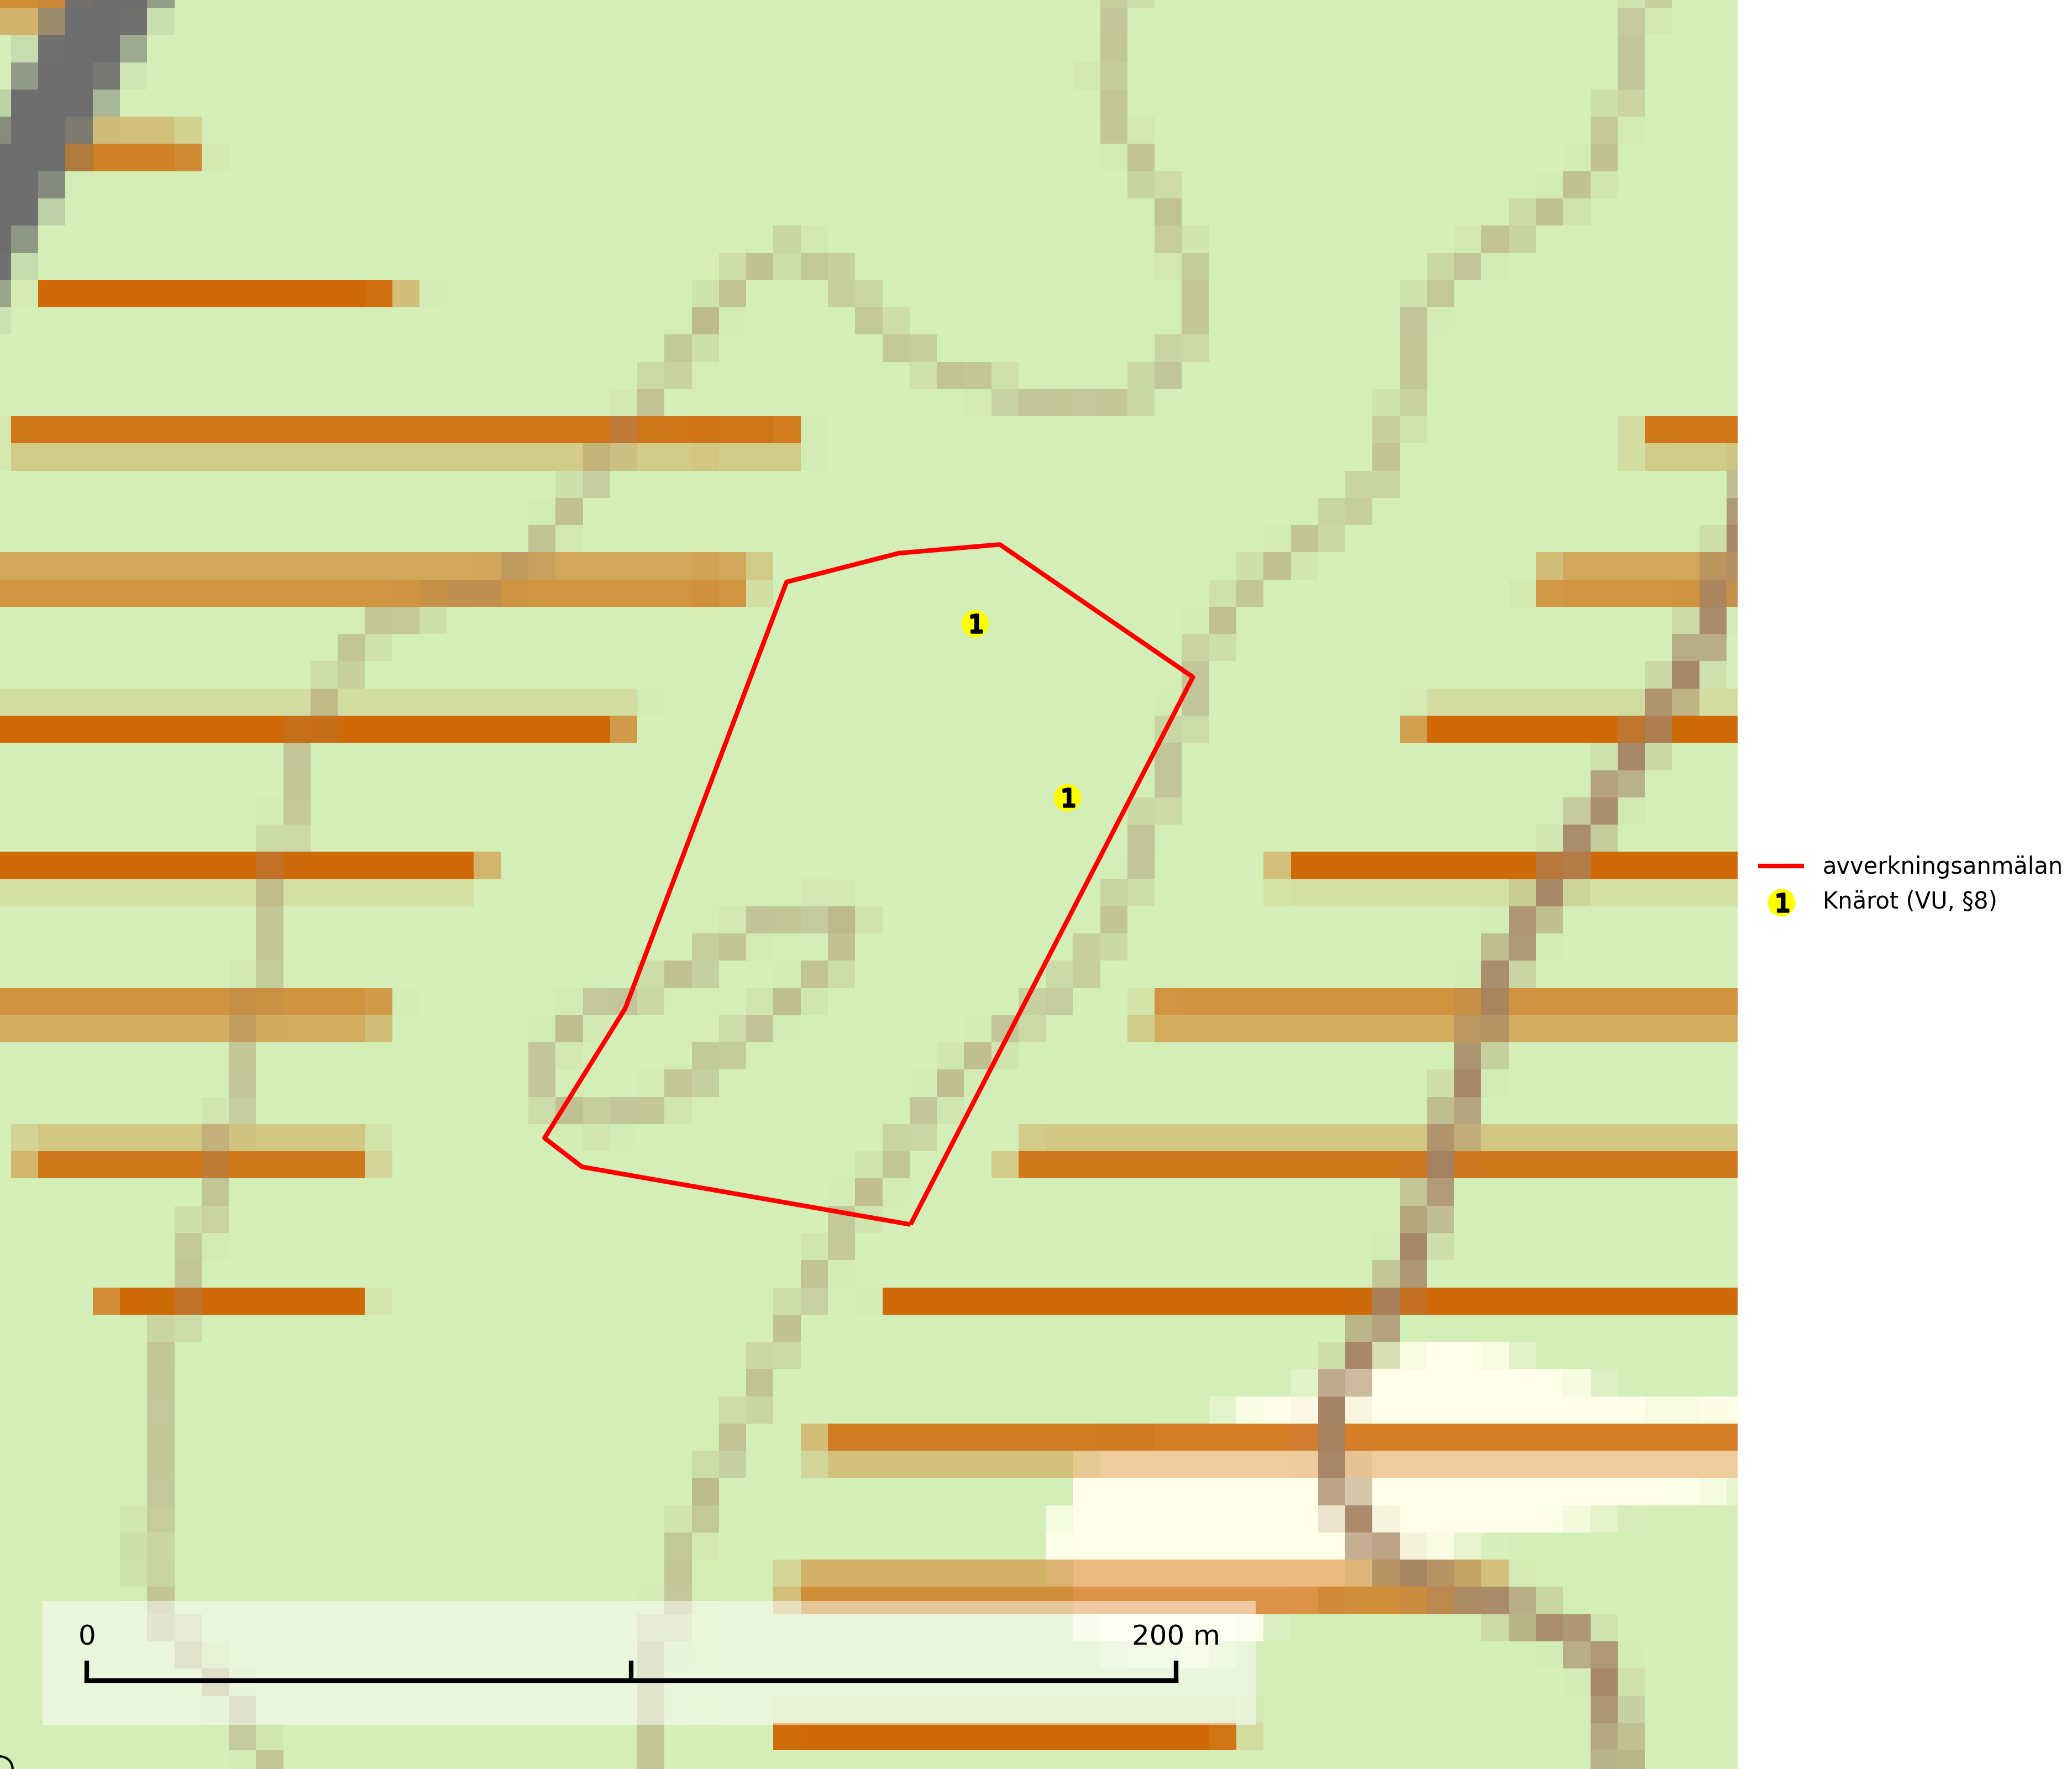 1
1
avverkningsanmälan
1 Knärot (VU, §8)
0 200 m